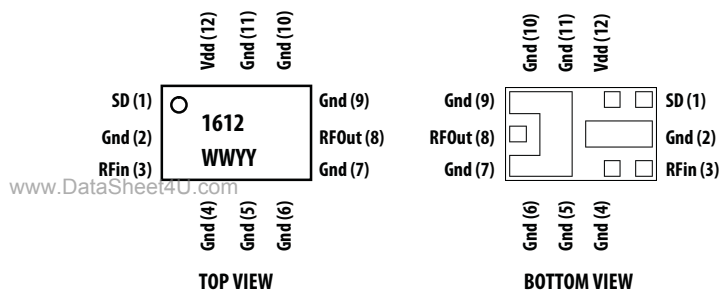 Vdd (12)
Gnd (11)
Gnd (10)
SD (1)
Gnd (2)
RFin (3)
1612
WWYY
Gnd (9)
RFOut (8)
Gnd (7)
Gnd (4)
Gnd (5)
Gnd (6)
TOP VIEW
Gnd (10)
Gnd (11)
Vdd (12)
Gnd (9)
RFOut (8)
Gnd (7)
SD (1)
Gnd (2)
RFin (3)
Gnd (6)
Gnd (5)
Gnd (4)
BOTTOM VIEW
www.DataSheet4U.com